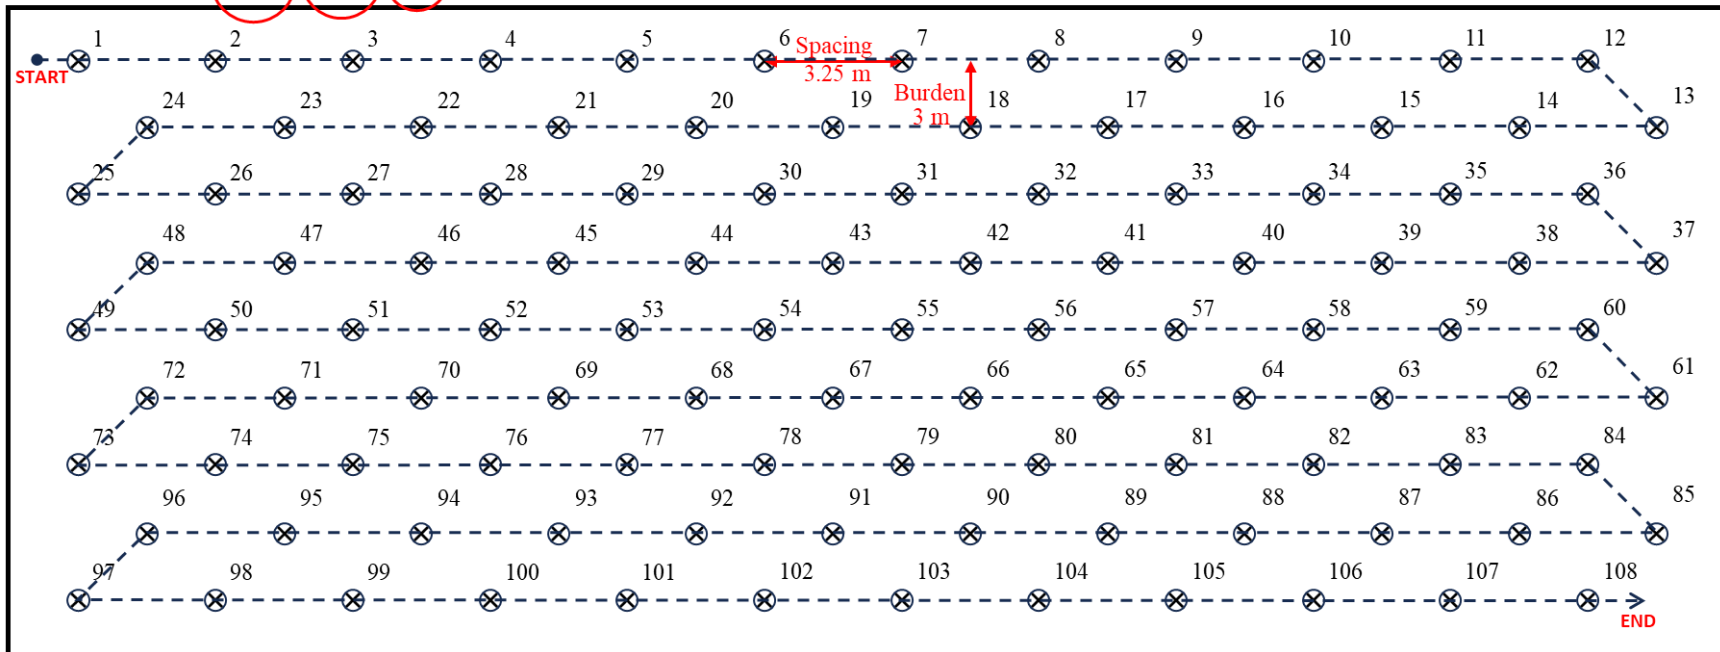 1 2 3 4 5 6 Spacing 7 8 9 10 11 12
START 3.25 m
24 23 22 21 20 19 Burden 18 17 16 15 14 13
3 m
25 26 27 28 29 30 31 32 33 34 35 36
48 47 46 45 44 43 42 41 40 39 38 37
49 50 51 52 53 54 55 56 57 58 59 60
72 71 70 69 68 67 66 65 64 63 62 61
73 74 75 76 77 78 79 80 81 82 83 84
96 95 94 93 92 91 90 89 88 87 86 85
97 98 99 100 101 102 103 104 105 106 107 108
END